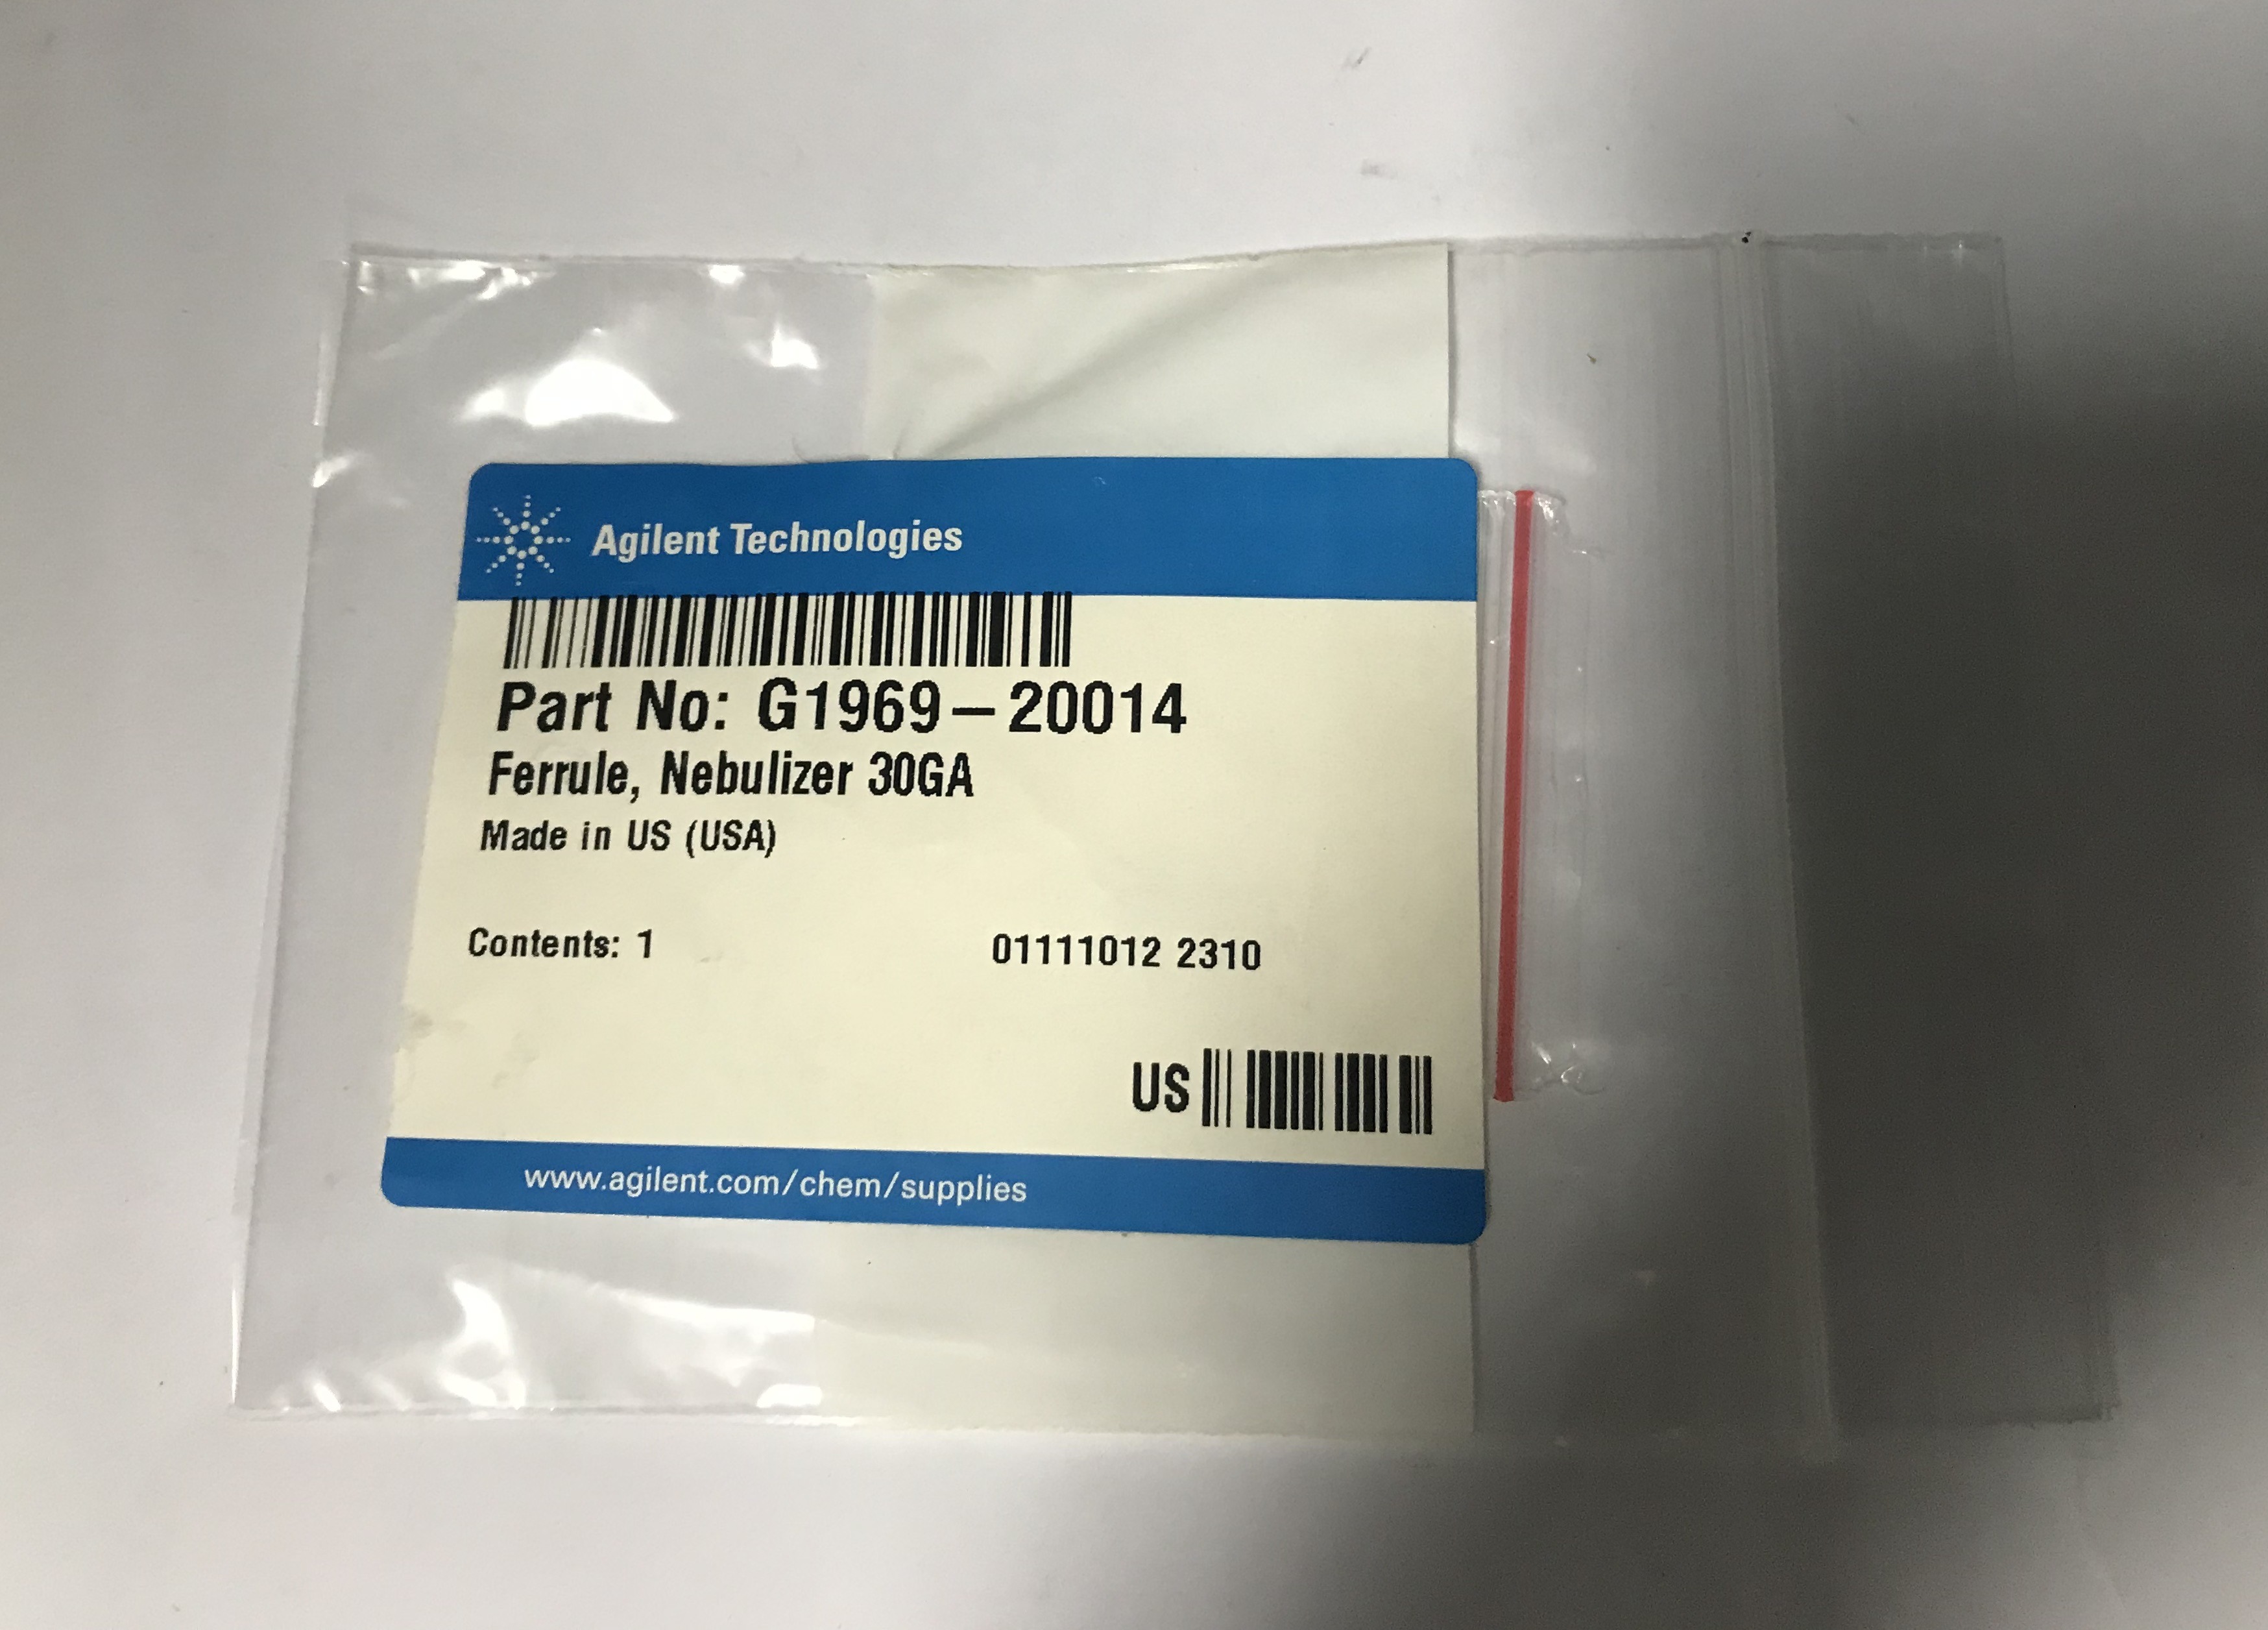 Agilent Technologies
Part No: G1969-20014
Ferrule, Nebulizer 30GA
Made in US (USA)
Contents: 1 01111012 2310
US
www.agilent.com/chem/supplies